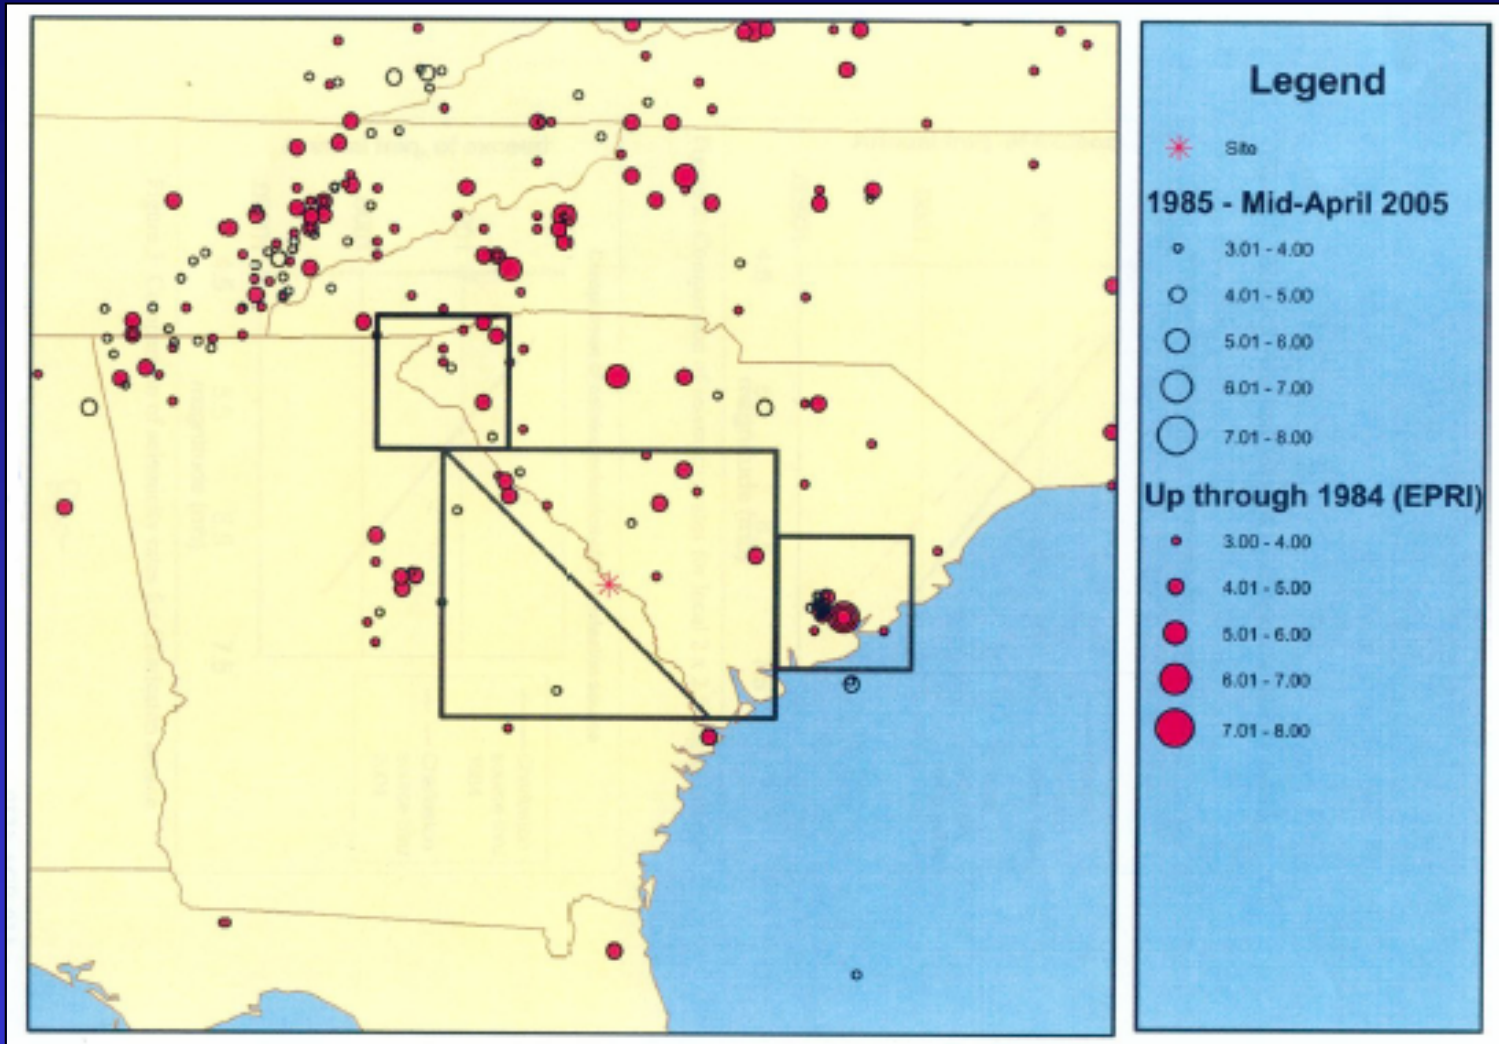 Legend
Site
1985 - Mid-April 2005
3.01 - 4.00
4.01 - 5.00
5.01 - 6.00
6.01 - 7.00
7.01 - 8.00
Up through 1984 (EPRI)
3.00 - 4.00
4.01 - 5.00
5.01 - 6.00
6.01 - 7.00
7.01 - 8.00